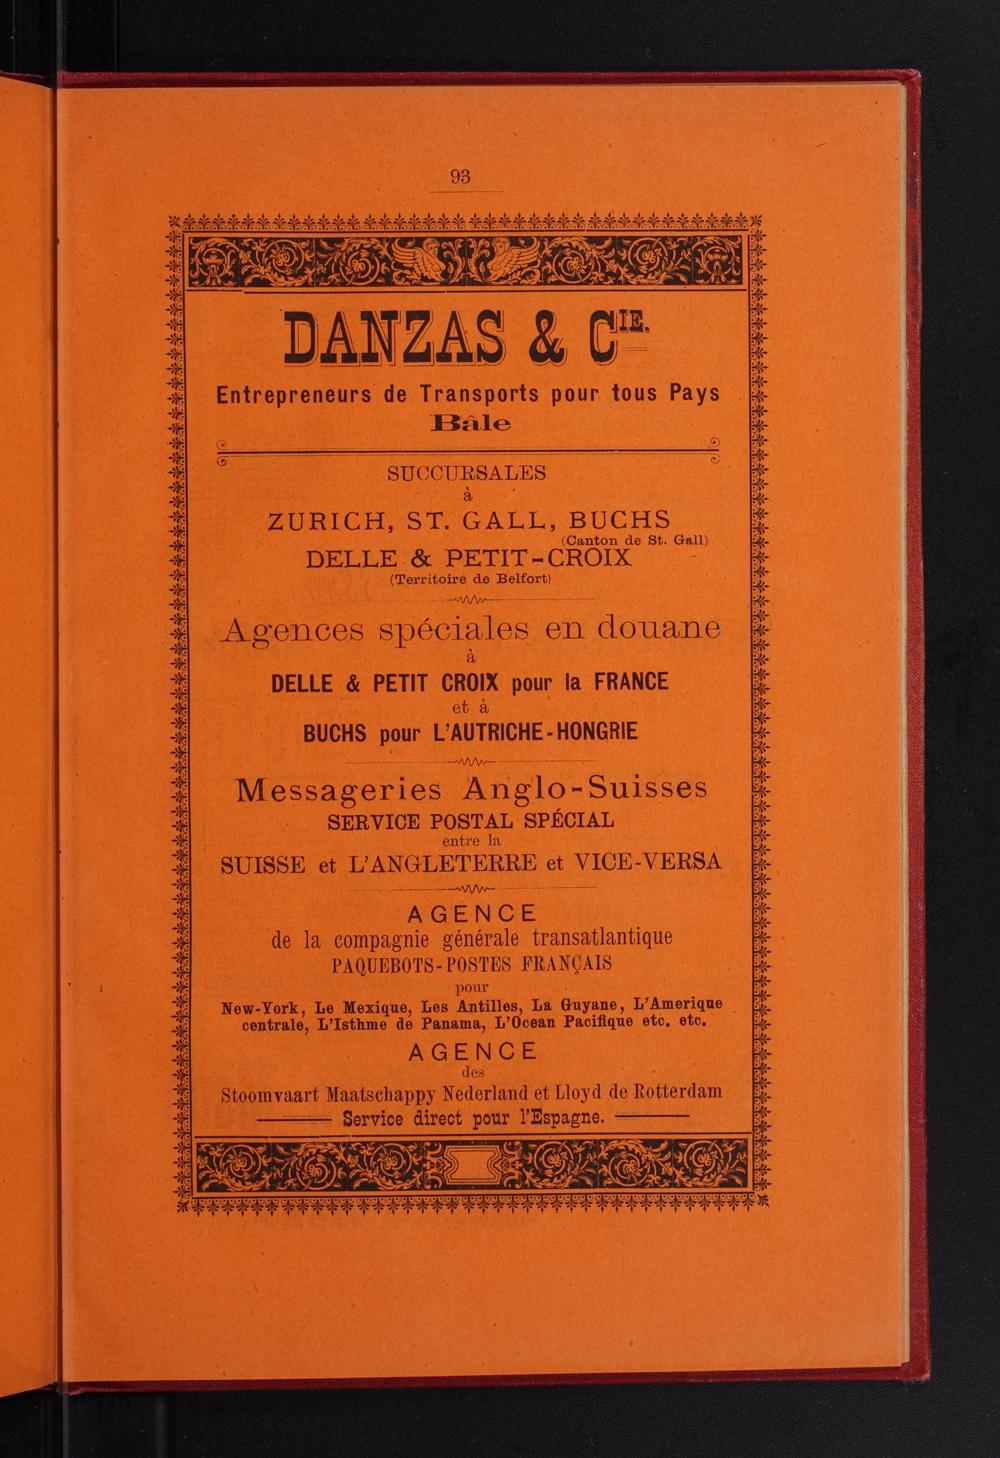 93
DANZAS & CIE.
Entrepreneurs de Transports pour tous Pays
Bâle
SUCCURSALES
à
ZURICH, ST. GALL, BUCHS
(Canton de St. Gall)
DELLE & PETIT-CROIX
(Territoire de Belfort)
Agences spéciales en douane
à
DELLE & PETIT CROIX pour la FRANCE
et à
BUCHS pour L'AUTRICHE-HONGRIE
Messageries Anglo-Suisses
SERVICE POSTAL SPÉCIAL
entre la
SUISSE et L'ANGLETERRE et VICE-VERSA
AGENCE
de la compagnie générale transatlantique
PAQUEBOTS-POSTES FRANÇAIS
pour
New-York, Le Mexique, Les Antilles, La Guyane, L'Amerique
centrale, L'Isthme de Panama, L'Ocean Pacifique etc. etc.
AGENCE
des
Stoomvaart Maatschappy Nederland et Lloyd de Rotterdam
Service direct pour l'Espagne.